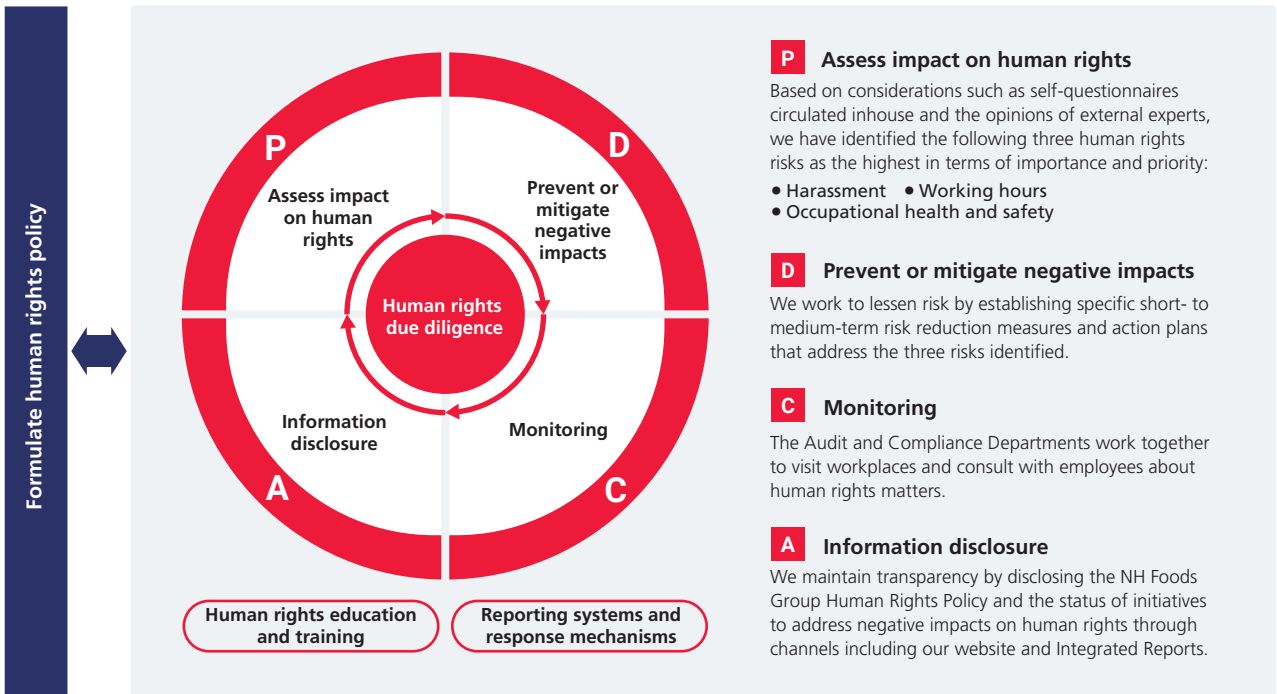 Formulate human rights policy
P
Assess impact
on human
rights
D
Prevent or
mitigate
negative
impacts
Human rights
due diligence
Information
disclosure
A
Monitoring
C
Human rights education
and training
Reporting systems and
response mechanisms
P Assess impact on human rights
Based on considerations such as self-questionnaires
circulated inhouse and the opinions of external experts,
we have identified the following three human rights
risks as the highest in terms of importance and priority:
● Harassment ● Working hours
● Occupational health and safety
D Prevent or mitigate negative impacts
We work to lessen risk by establishing specific short- to
medium-term risk reduction measures and action plans
that address the three risks identified.
C Monitoring
The Audit and Compliance Departments work together
to visit workplaces and consult with employees about
human rights matters.
A Information disclosure
We maintain transparency by disclosing the NH Foods
Group Human Rights Policy and the status of initiatives
to address negative impacts on human rights through
channels including our website and Integrated Reports.